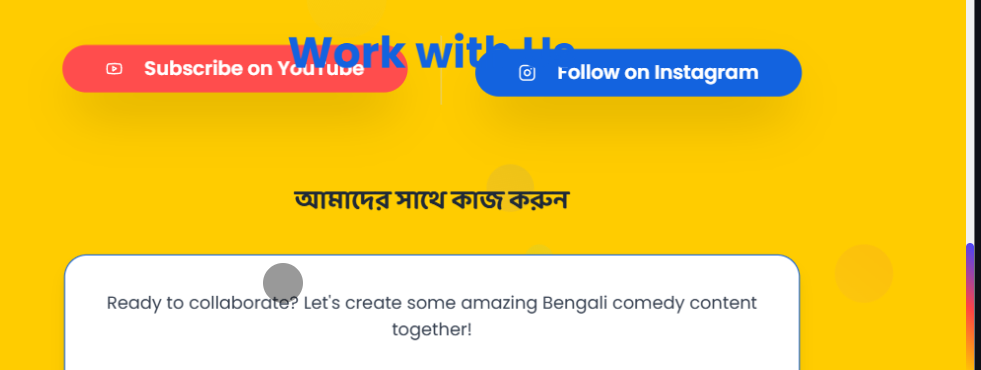 Work with Us
Subscribe on YouTube
Follow on Instagram
আমাদের সাথে কাজ করুন
Ready to collaborate? Let's create some amazing Bengali comedy content
together!